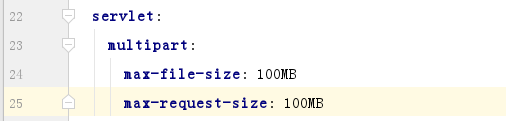 22 servlet:
23 multipart:
24 max-file-size: 100MB
25 max-request-size: 100MB